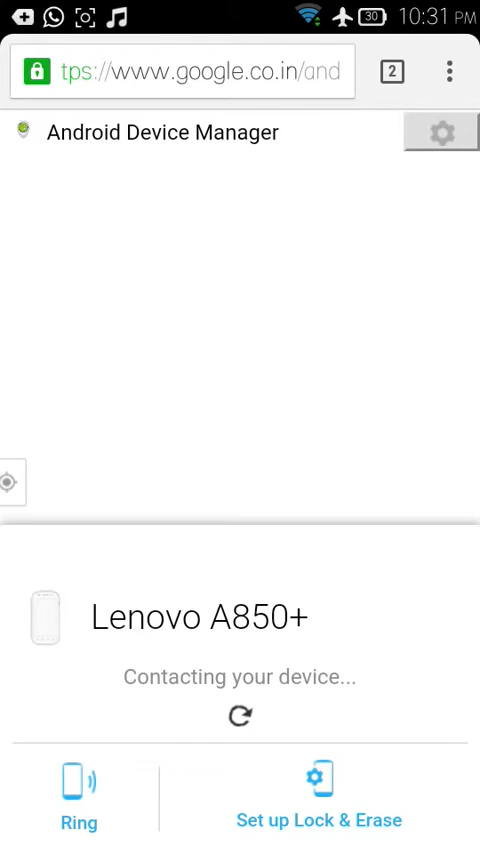 30 10:31 PM
tps://www.google.co.in/and
2
Android Device Manager
Lenovo A850+
Contacting your device...
Ring
Set up Lock & Erase